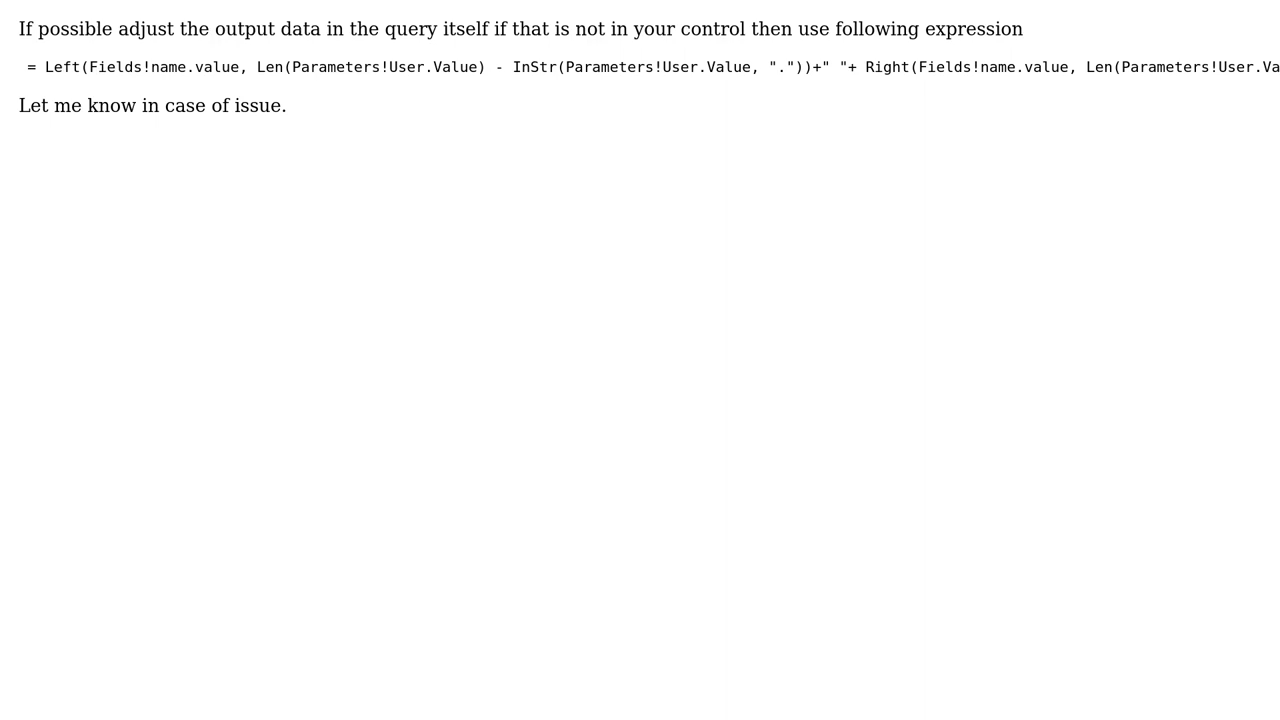 If possible adjust the output data in the query itself if that is not in your control then use following expression
= Left(Fields!name.value, Len(Parameters!User.Value) - InStr(Parameters!User.Value, "."))+" "+ Right(Fields!name.value, Len(Parameters!User.Va
Let me know in case of issue.